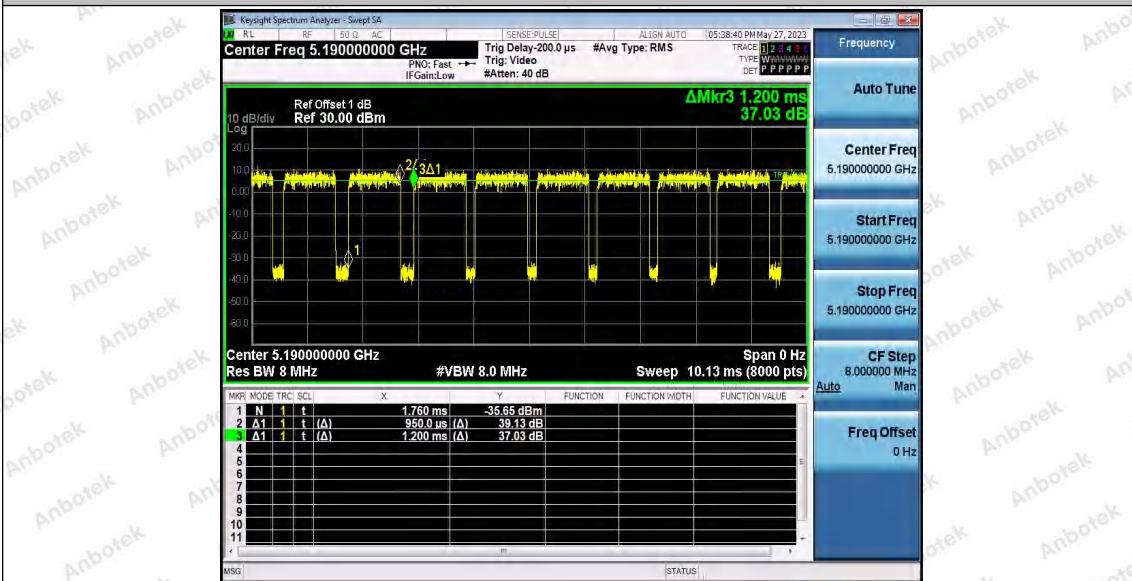 Keysight Spectrum Analyzer - Swept SA
RL RF 50 Ω AC SENSE:PULSE ALIGN AUTO 05:38:40 PM May 27, 2023
Center Freq 5.190000000 GHz
PNO: Fast
IFGain:Low
Trig Delay-200.0 µs
Trig: Video
#Atten: 40 dB
#Avg Type: RMS
TRACE 1 2 3 4 5 6
TYPE WWWWWW
DET P P P P P P
ΔMkr3 1.200 ms
37.03 dB
Ref Offset 1 dB
Ref 30.00 dBm
10 dB/div
Log
20.0
10.0
0.00
-10.0
-20.0
-30.0
-40.0
-50.0
-60.0
3Δ1
1
Center 5.190000000 GHz
Span 0 Hz
Res BW 8 MHz
#VBW 8.0 MHz
Sweep 10.13 ms (8000 pts)
MKR MODE TRC SCL X Y FUNCTION FUNCTION WIDTH FUNCTION VALUE
1 N 1 t 1.760 ms -35.65 dBm
2 Δ1 1 t (Δ) 950.0 us (Δ) 39.13 dB
3 Δ1 1 t (Δ) 1.200 ms (Δ) 37.03 dB
4
5
6
7
8
9
10
11
MSG
STATUS
Frequency
Auto Tune
Center Freq
5.190000000 GHz
Start Freq
5.190000000 GHz
Stop Freq
5.190000000 GHz
CF Step
8.000000 MHz
Auto Man
Freq Offset
0 Hz
Anbotek